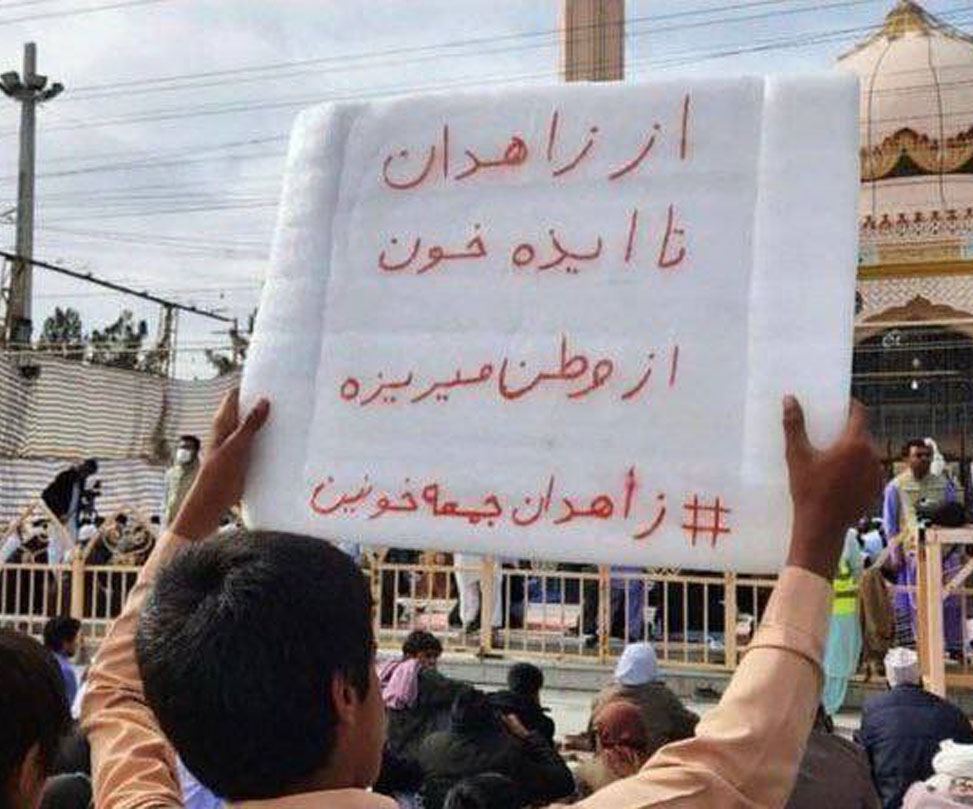 از زاهدان
تا ایذه خون
از وطن میریزه
# زاهدان جمعه خونین